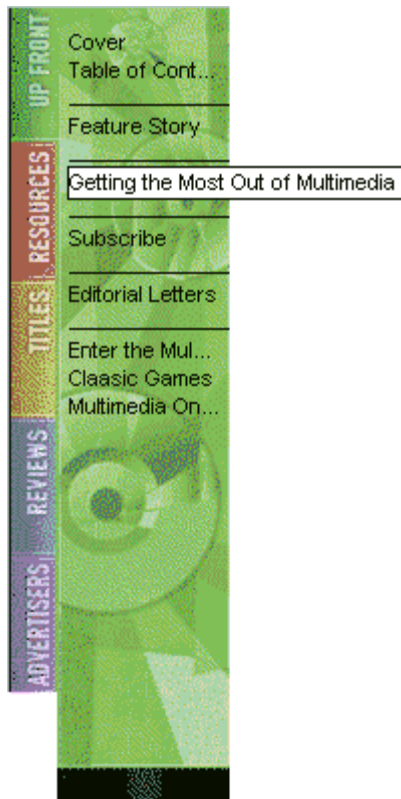 UP FRONT
RESOURCES
TITLES
REVIEWS
ADVERTISERS
Cover
Table of Cont...
Feature Story
Getting the Most Out of Multimedia
Subscribe
Editorial Letters
Enter the Mul...
Claasic Games
Multimedia On...